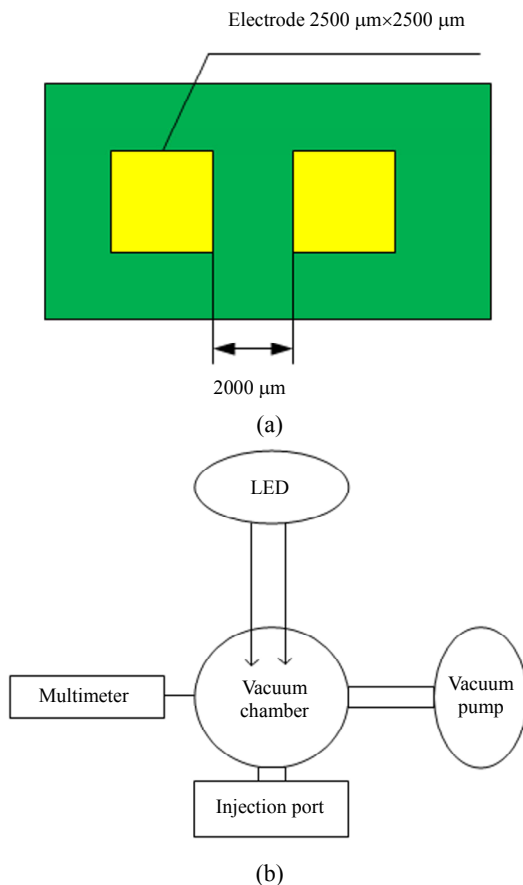 Electrode 2500 μm×2500 μm
2000 μm
(a)
LED
Multimeter
Vacuum
chamber
Vacuum
pump
Injection port
(b)